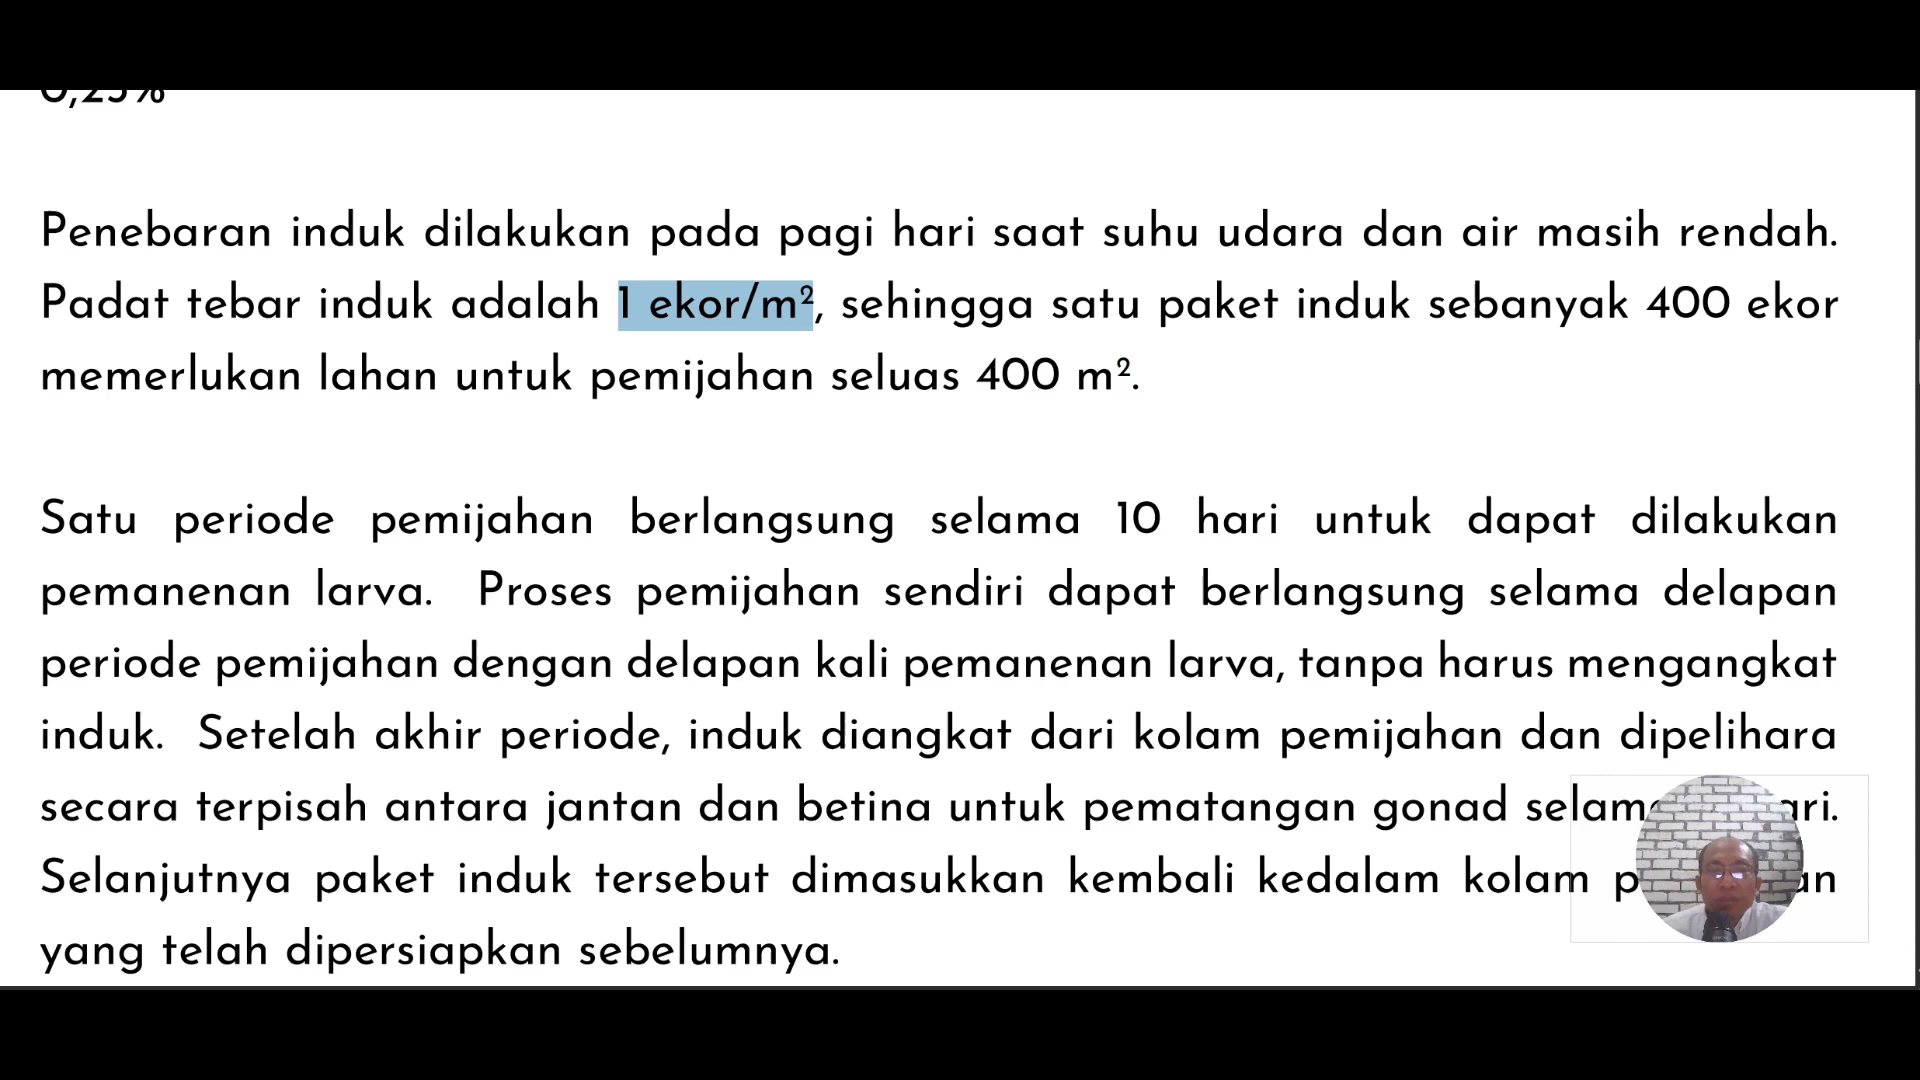 0,25%
Penebaran induk dilakukan pada pagi hari saat suhu udara dan air masih rendah.
Padat tebar induk adalah 1 ekor/m², sehingga satu paket induk sebanyak 400 ekor
memerlukan lahan untuk pemijahan seluas 400 m².
Satu periode pemijahan berlangsung selama 10 hari untuk dapat dilakukan
pemanenan larva. Proses pemijahan sendiri dapat berlangsung selama delapan
periode pemijahan dengan delapan kali pemanenan larva, tanpa harus mengangkat
induk. Setelah akhir periode, induk diangkat dari kolam pemijahan dan dipelihara
secara terpisah antara jantan dan betina untuk pematangan gonad
Selanjutnya paket induk tersebut dimasukkan kembali kedalam kolam
yang telah dipersiapkan sebelumnya.